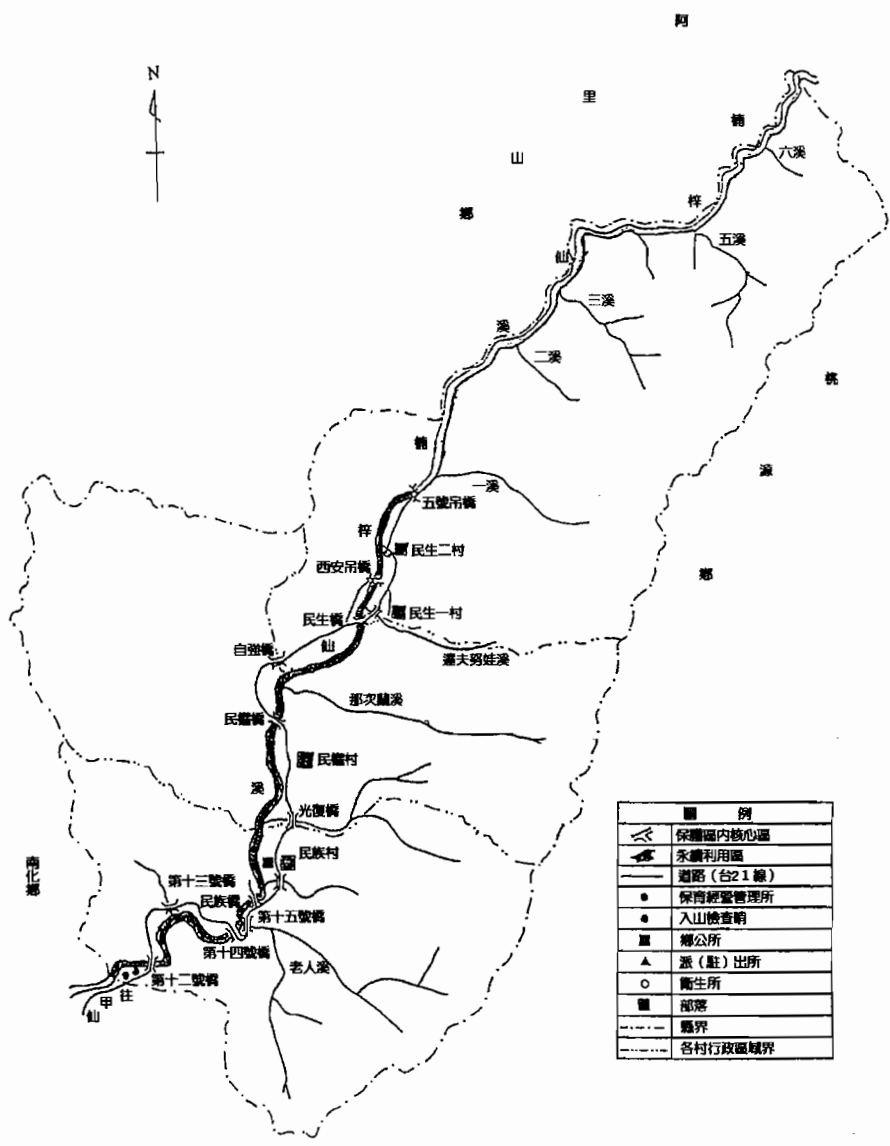 阿
里
山
鄉
N
楠
六溪
梓
五溪
仙
三溪
溪
二溪
桃
源
鄉
楠
一溪
五號吊橋
梓
民生二村
西安吊橋
民生橋
民生一村
仙
自強橋
達夫努娃溪
那次蘭溪
民權橋
民權村
溪
光復橋
民族村
南化鄉
第十三號橋
民族橋
第十五號橋
第十四號橋
老人溪
第十二號橋
往
甲
仙
圖 例
保護區內核心區
永續利用區
道路（台21線）
保育經營管理所
入山檢查哨
鄉公所
派（駐）出所
衛生所
部落
縣界
各村行政區域界